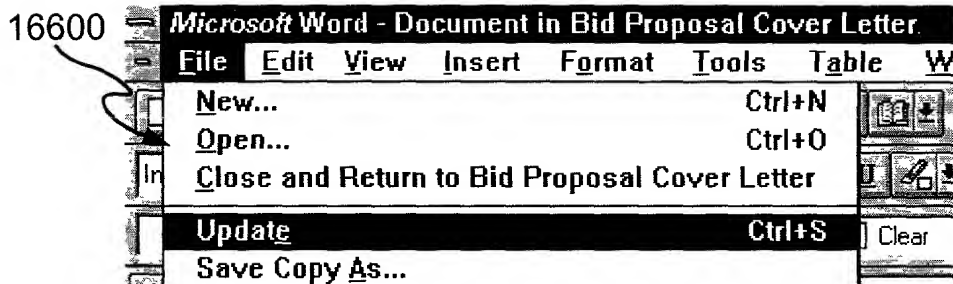 16600
Microsoft Word - Document in Bid Proposal Cover Letter.
File Edit View Insert Format Tools Table W
New... Ctrl+N
Open... Ctrl+O
In
Close and Return to Bid Proposal Cover Letter U
Update Ctrl+S Clear
Save Copy As...